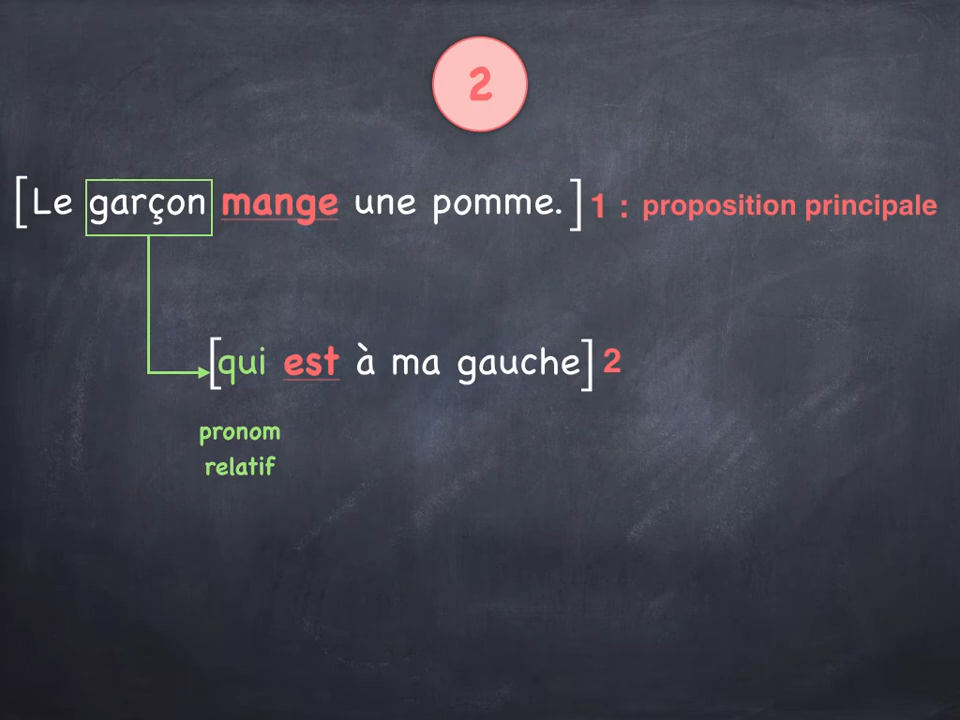 2
[Le garçon mange une pomme.] 1 : proposition principale
[qui est à ma gauche] 2
pronom
relatif